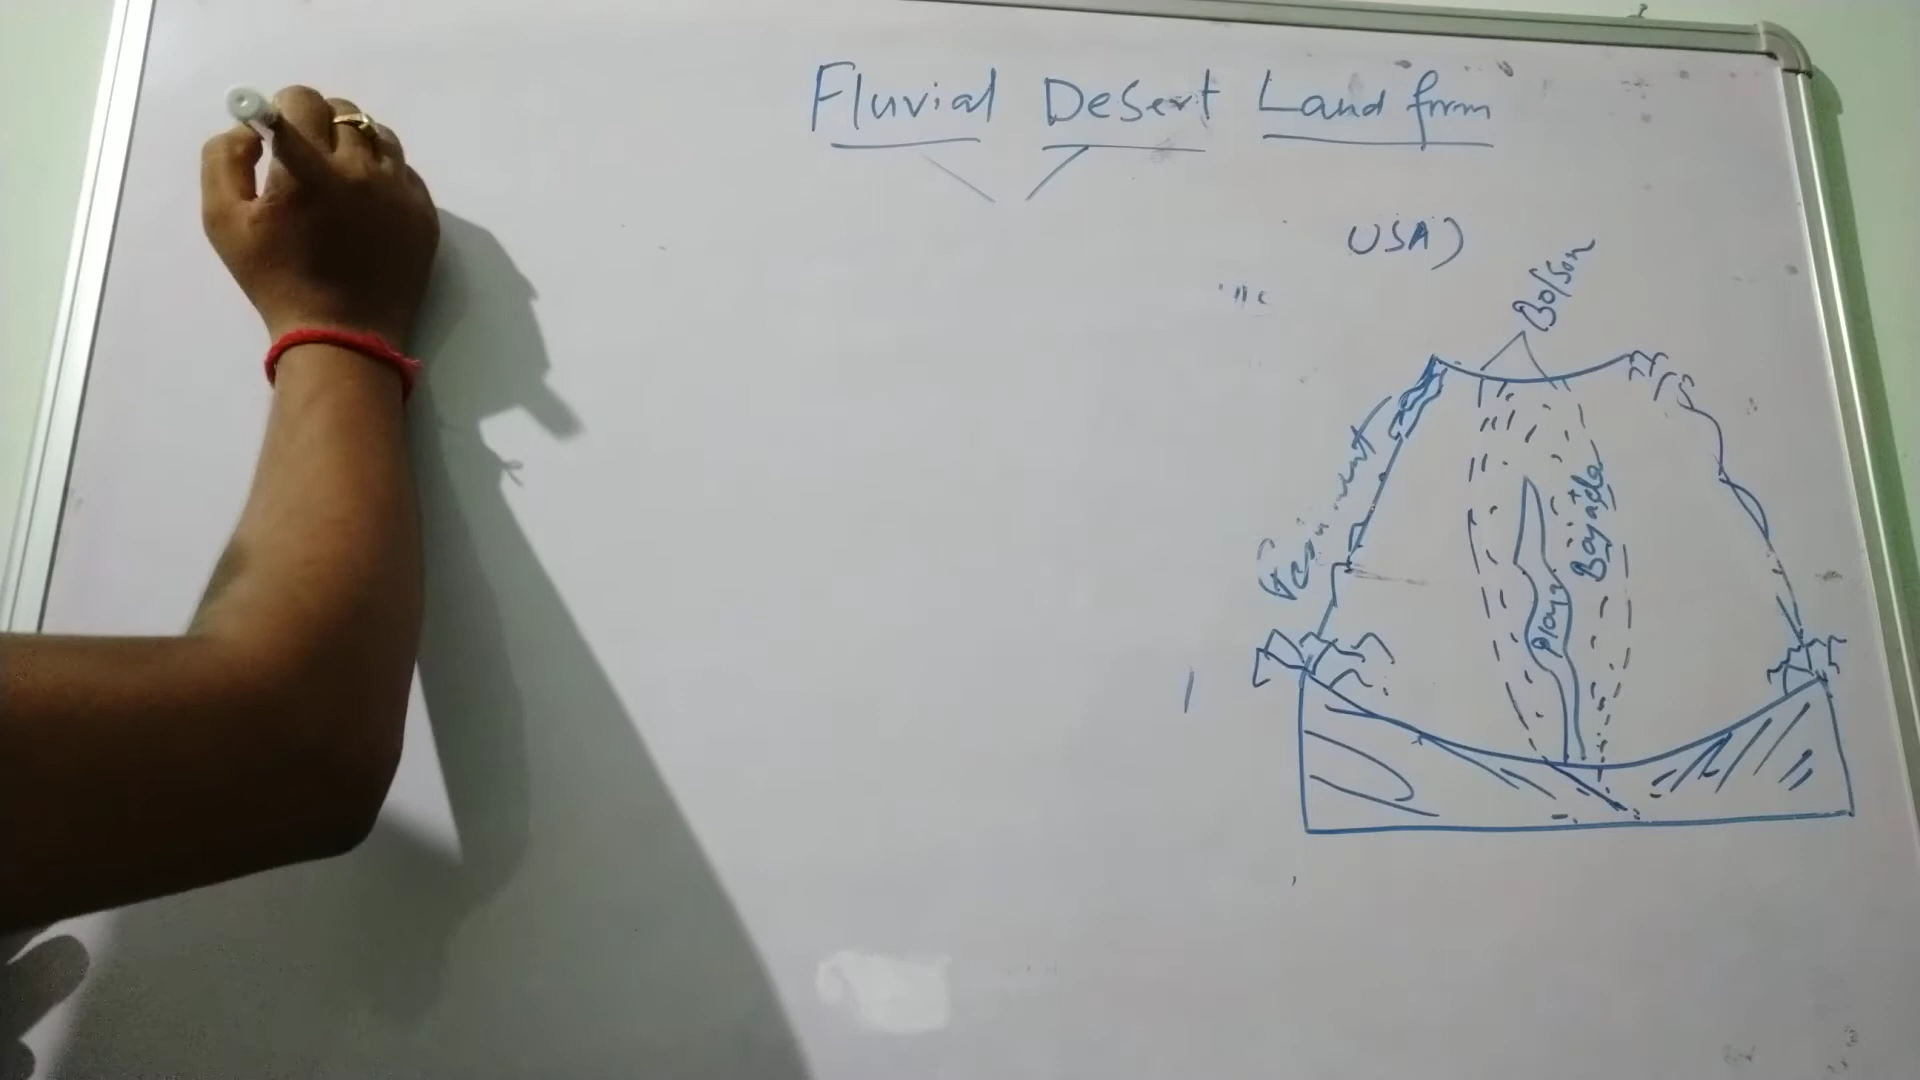 Fluvial Desert Land form
USA)
Bolson
Bajada
Playa